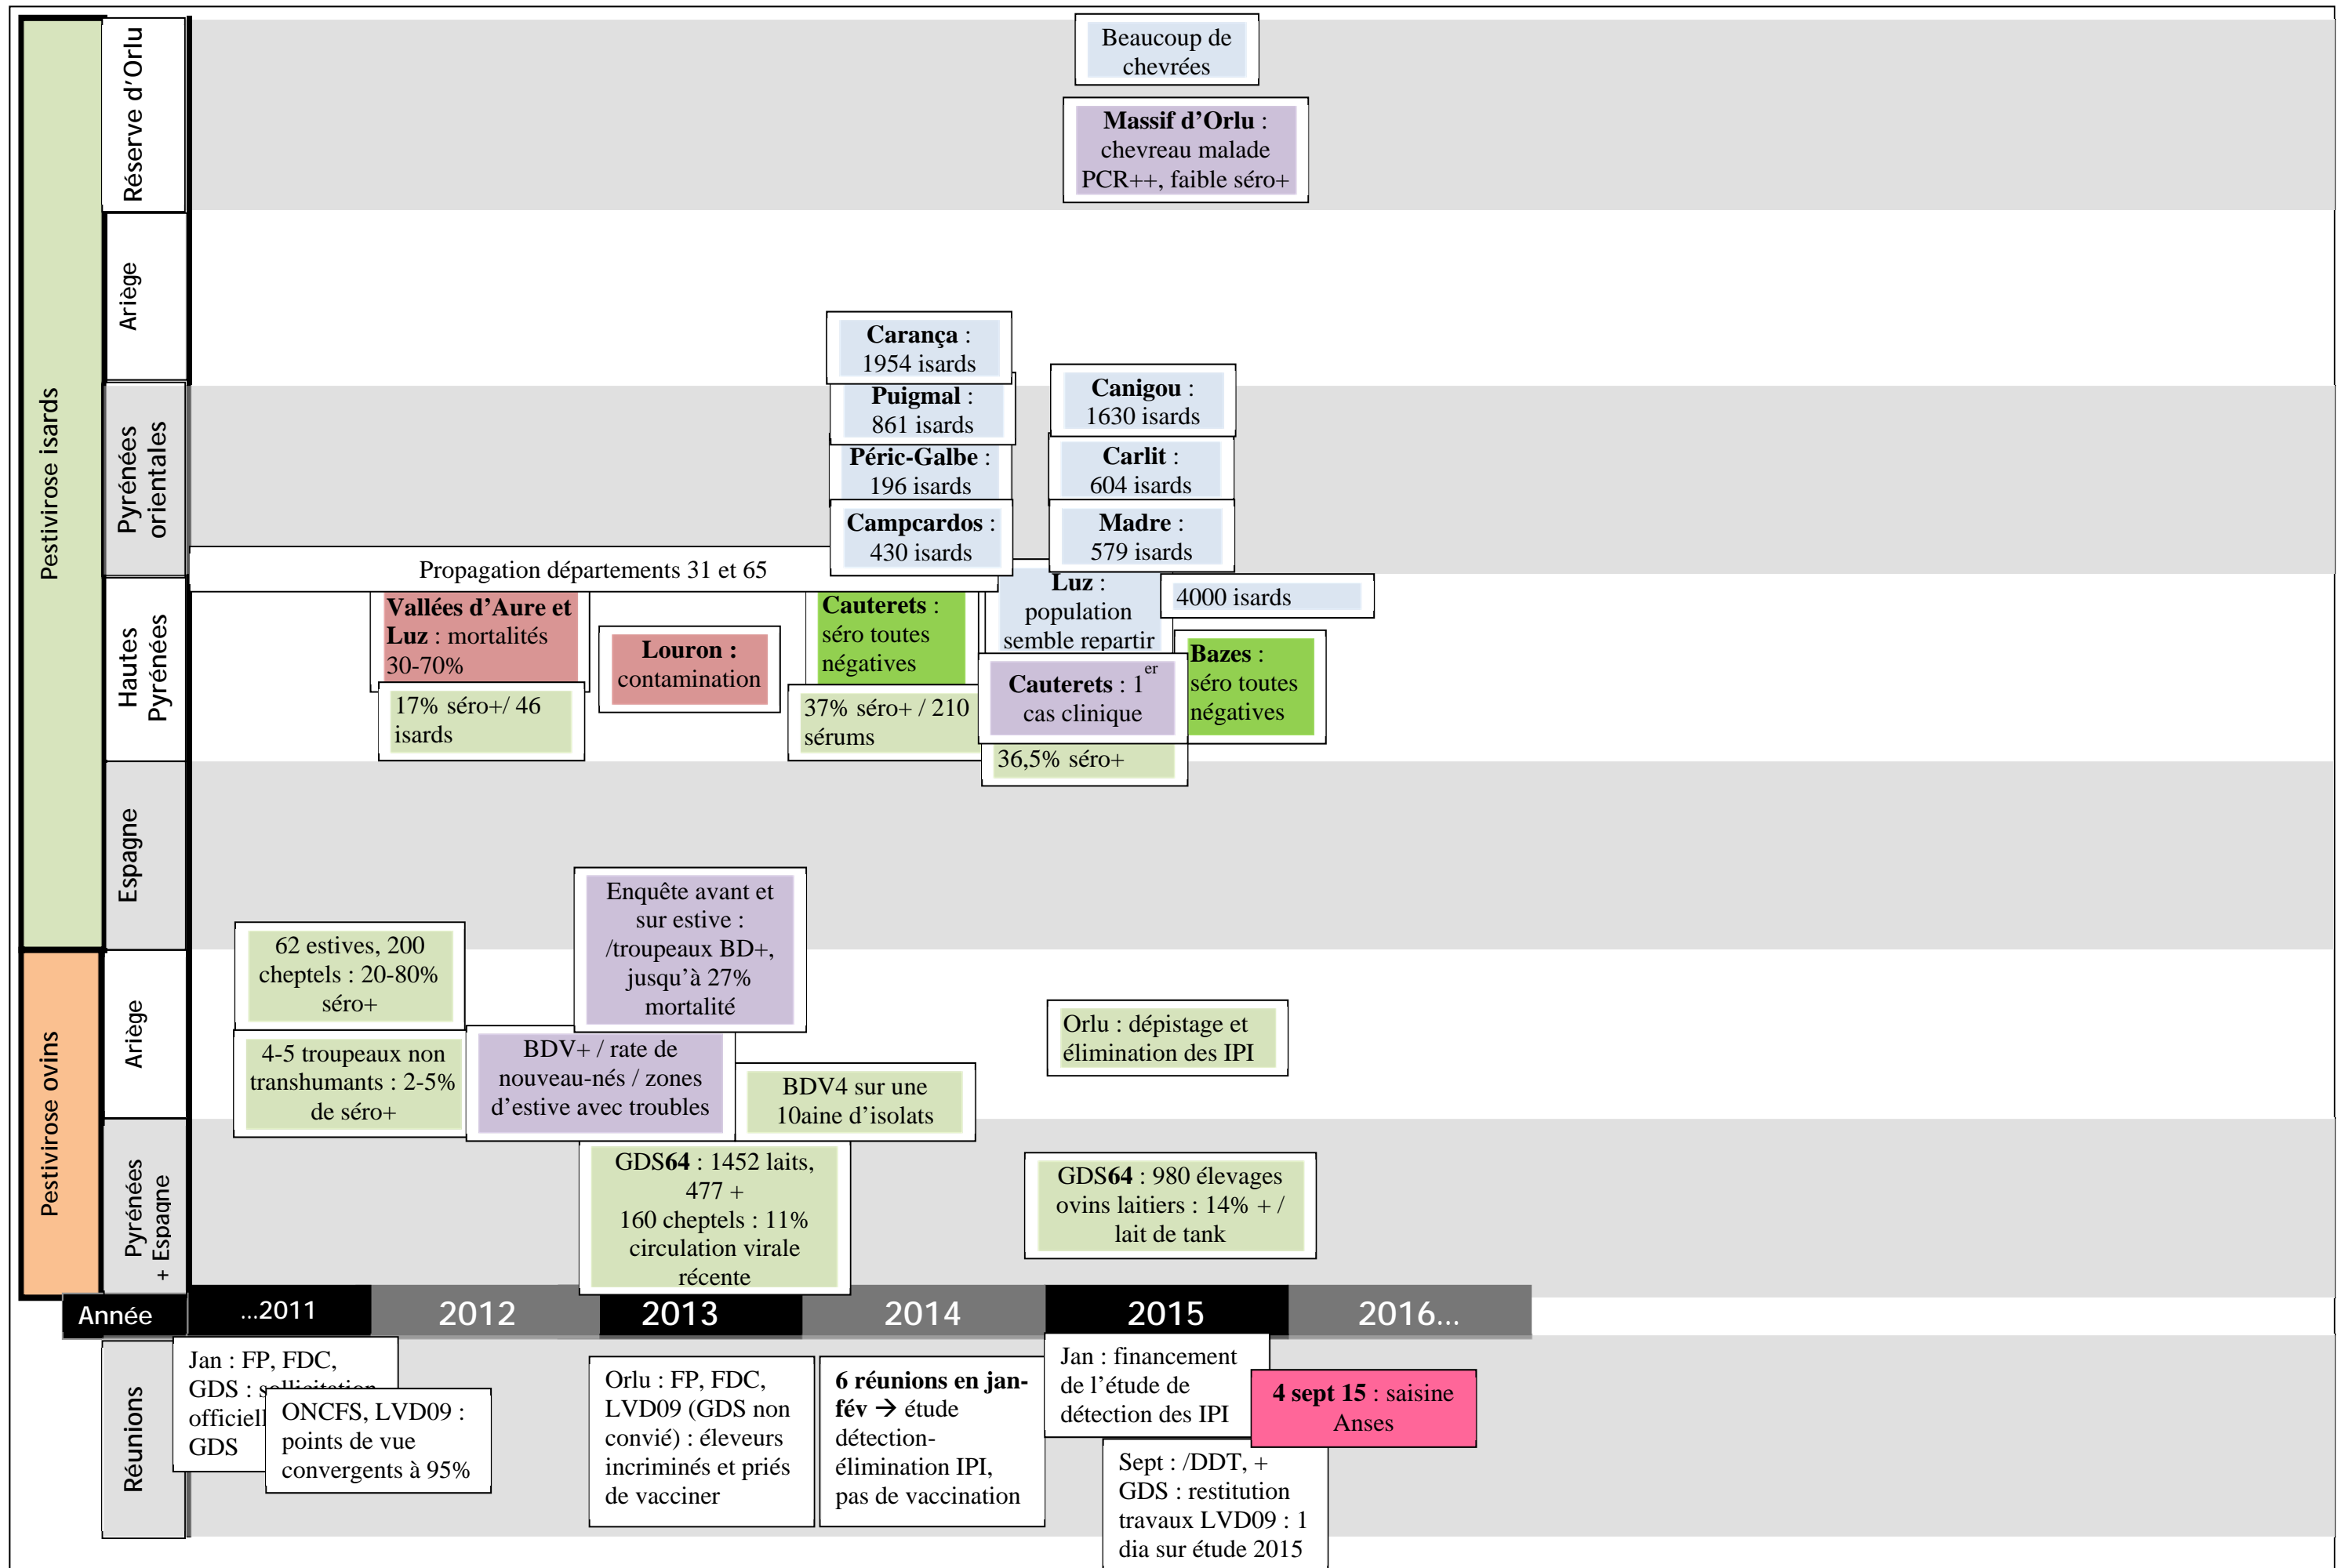 Pestivirose isards
Réserve d'Orlu
Beaucoup de
chevrées
Massif d'Orlu :
chevreau malade
PCR++, faible séro+
Ariège
Carança :
1954 isards
Pyrénées
orientales
Puigmal :
861 isards
Péric-Galbe :
196 isards
Campcardos :
430 isards
Canigou :
1630 isards
Carlit :
604 isards
Madre :
579 isards
Hautes
Pyrénées
Propagation départements 31 et 65
Vallées d'Aure et
Luz : mortalités
30-70%
17% séro+/ 46
isards
Louron :
contamination
Cauterets :
séro toutes
négatives
37% séro+ / 210
sérums
Luz :
population
semble repartir
Cauterets : 1er
cas clinique
36,5% séro+
4000 isards
Bazes :
séro toutes
négatives
Espagne
Pestivirose ovins
Ariège
62 estives, 200
cheptels : 20-80%
séro+
4-5 troupeaux non
transhumants : 2-5%
de séro+
Enquête avant et
sur estive :
/troupeaux BD+,
jusqu'à 27%
mortalité
BDV+ / rate de
nouveau-nés / zones
d'estive avec troubles
BDV4 sur une
10aine d'isolats
Orlu : dépistage et
élimination des IPI
Pyrénées
+ Espagne
GDS64 : 1452 laits,
477 +
160 cheptels : 11%
circulation virale
récente
GDS64 : 980 élevages
ovins laitiers : 14% + /
lait de tank
Année
...2011
2012
2013
2014
2015
2016...
Réunions
Jan : FP, FDC,
GDS :
GDS
ONCFS, LVD09 :
points de vue
convergents à 95%
Orlu : FP, FDC,
LVD09 (GDS non
convié) : éleveurs
incriminés et priés
de vacciner
6 réunions en jan-
fév → étude
détection-
élimination IPI,
pas de vaccination
Jan : financement
de l'étude de
détection des IPI
4 sept 15 : saisine
Anses
Sept : /DDT, +
GDS : restitution
travaux LVD09 : 1
dia sur étude 2015